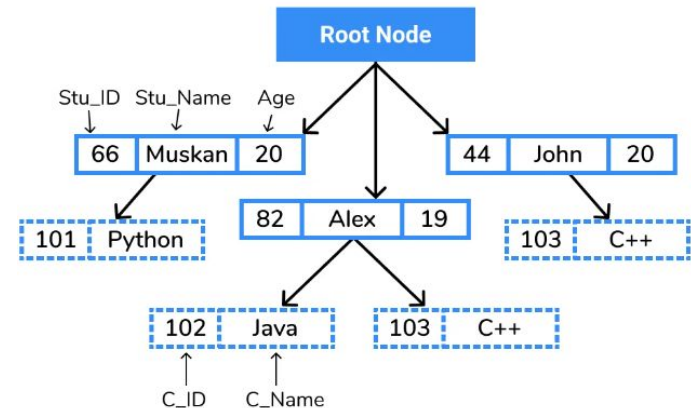 Root Node
Stu_ID Stu_Name Age
66 Muskan 20
44 John 20
82 Alex 19
101 Python
103 C++
102 Java
103 C++
C_ID C_Name